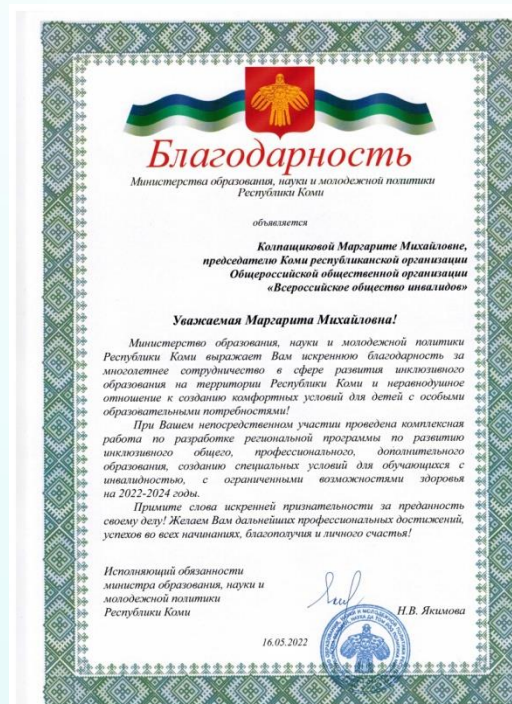 Благодарность
Министерства образования, науки и молодежной политики
Республики Коми
объявляется
Колпащиковой Маргарите Михайловне,
председателю Коми республиканской организации
Общероссийской общественной организации
«Всероссийское общество инвалидов»
Уважаемая Маргарита Михайловна!
Министерство образования, науки и молодежной политики
Республики Коми выражает Вам искреннюю благодарность за
многолетнее сотрудничество в сфере развития инклюзивного
образования на территории Республики Коми и неравнодушное
отношение к созданию комфортных условий для детей с особыми
образовательными потребностями!
При Вашем непосредственном участии проведена комплексная
работа по разработке региональной программы по развитию
инклюзивного общего, профессионального, дополнительного
образования, созданию специальных условий для обучающихся с
инвалидностью, с ограниченными возможностями здоровья
на 2022-2024 годы.
Примите слова искренней признательности за преданность
своему делу! Желаем Вам дальнейших профессиональных достижений,
успехов во всех начинаниях, благополучия и личного счастья!
Исполняющий обязанности
министра образования, науки и
молодежной политики
Республики Коми
Н.В. Якимова
16.05.2022